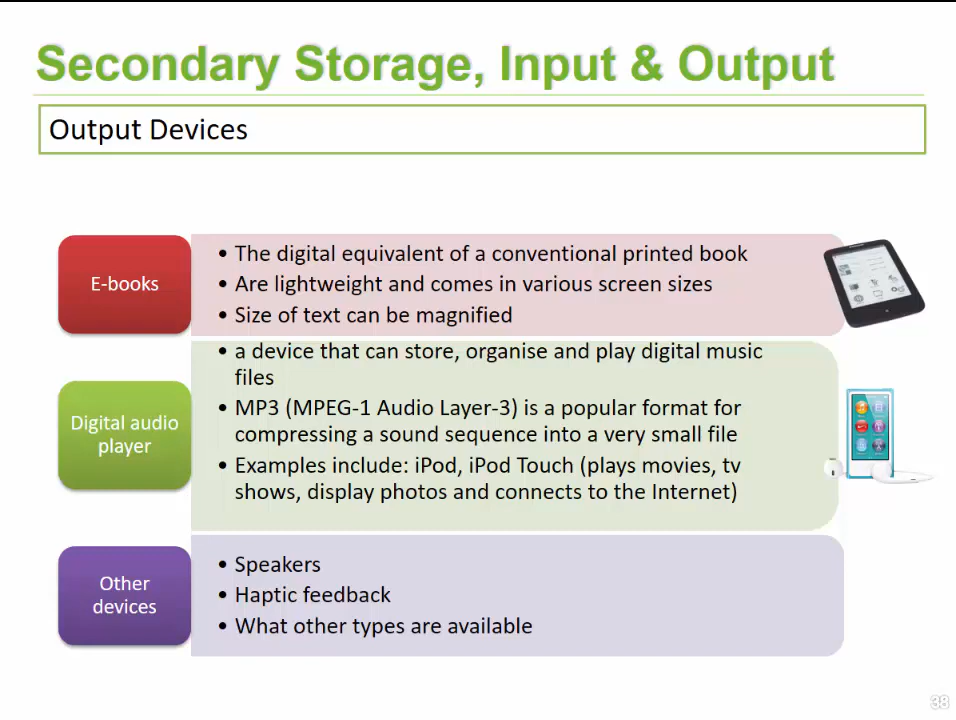 Secondary Storage, Input & Output
Output Devices
E-books
• The digital equivalent of a conventional printed book
• Are lightweight and comes in various screen sizes
• Size of text can be magnified
Digital audio
player
• a device that can store, organise and play digital music
files
• MP3 (MPEG-1 Audio Layer-3) is a popular format for
compressing a sound sequence into a very small file
• Examples include: iPod, iPod Touch (plays movies, tv
shows, display photos and connects to the Internet)
Other
devices
• Speakers
• Haptic feedback
• What other types are available
38